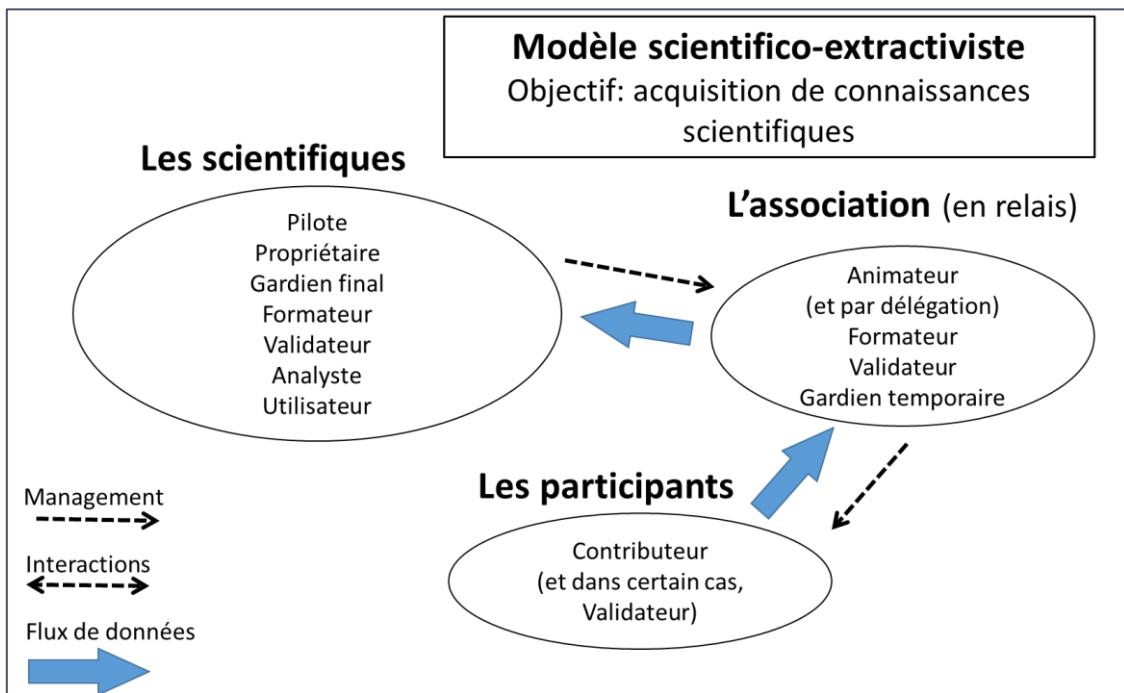 Modèle scientifico-extractiviste
Objectif: acquisition de connaissances
scientifiques
Les scientifiques
Pilote
Propriétaire
Gardien final
Formateur
Validateur
Analyste
Utilisateur
L'association (en relais)
Animateur
(et par délégation)
Formateur
Validateur
Gardien temporaire
Les participants
Contributeur
(et dans certain cas,
Validateur)
Management
Interactions
Flux de données